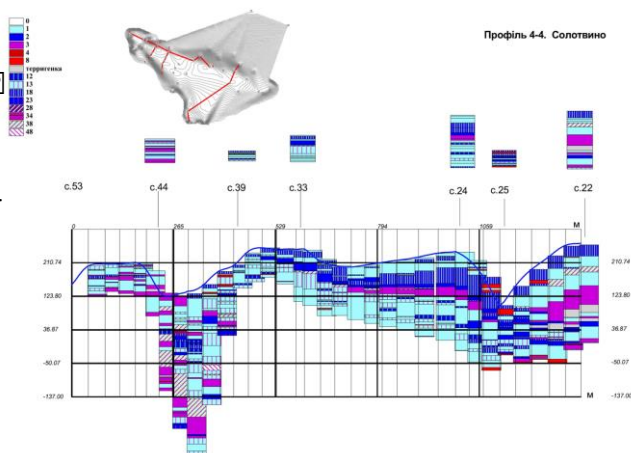 Профіль 4-4. Солотвино
0
1
2
3
4
8
терригенка
12
13
18
23
28
34
38
48
с.53
с.44
с.39
с.33
с.24
с.25
с.22
0
265
529
794
1059
м
210.74
210.74
123.80
123.80
36.67
36.67
-50.07
-50.07
-137.00
м
-137.00